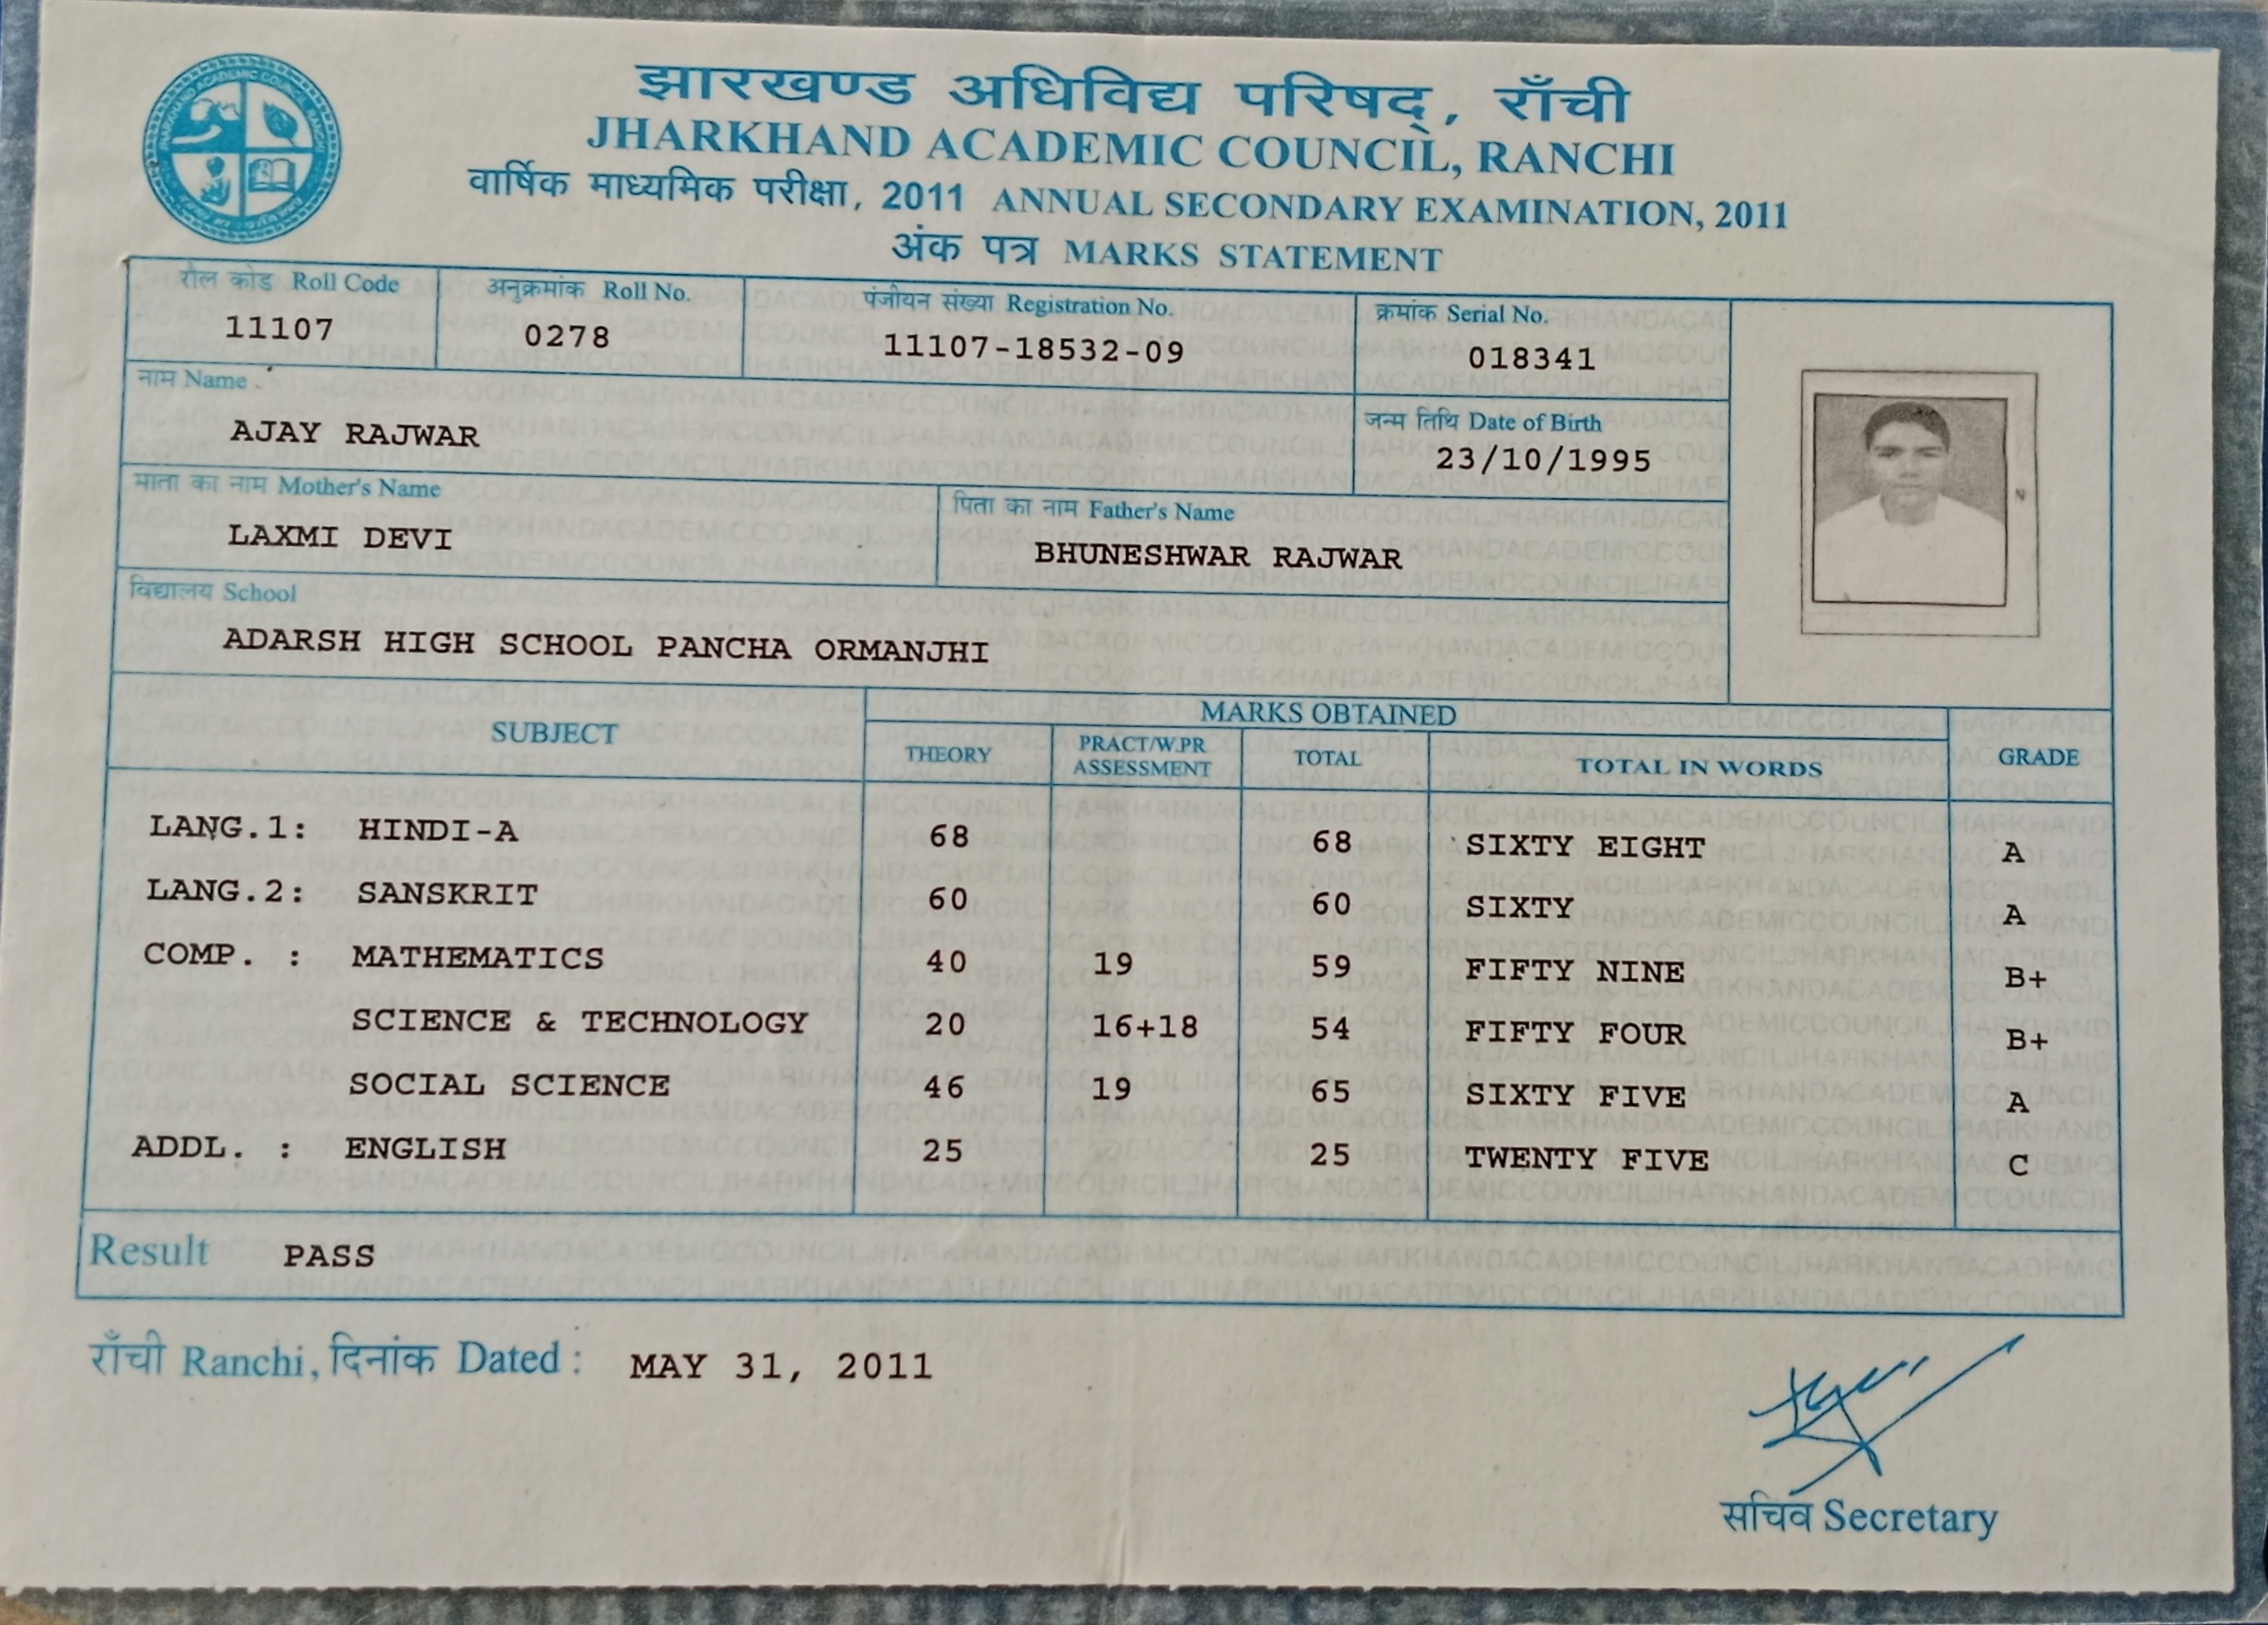 झारखण्ड अधिविद्य परिषद्, राँची
JHARKHAND ACADEMIC COUNCIL, RANCHI
वार्षिक माध्यमिक परीक्षा, 2011 ANNUAL SECONDARY EXAMINATION, 2011
अंक पत्र MARKS STATEMENT
रौल कोड Roll Code अनुक्रमांक Roll No. पंजीयन संख्या Registration No. क्रमांक Serial No.
11107 0278 11107-18532-09 018341
नाम Name जन्म तिथि Date of Birth
AJAY RAJWAR 23/10/1995
माता का नाम Mother's Name पिता का नाम Father's Name
LAXMI DEVI BHUNESHWAR RAJWAR
विद्यालय School
ADARSH HIGH SCHOOL PANCHA ORMANJHI
SUBJECT MARKS OBTAINED GRADE
THEORY PRACT/W.PR ASSESSMENT TOTAL TOTAL IN WORDS
LANG.1: HINDI-A 68 68 SIXTY EIGHT A
LANG.2: SANSKRIT 60 60 SIXTY A
COMP. : MATHEMATICS 40 19 59 FIFTY NINE B+
SCIENCE & TECHNOLOGY 20 16+18 54 FIFTY FOUR B+
SOCIAL SCIENCE 46 19 65 SIXTY FIVE A
ADDL. : ENGLISH 25 25 TWENTY FIVE C
Result PASS
राँची Ranchi, दिनांक Dated : MAY 31, 2011
सचिव Secretary